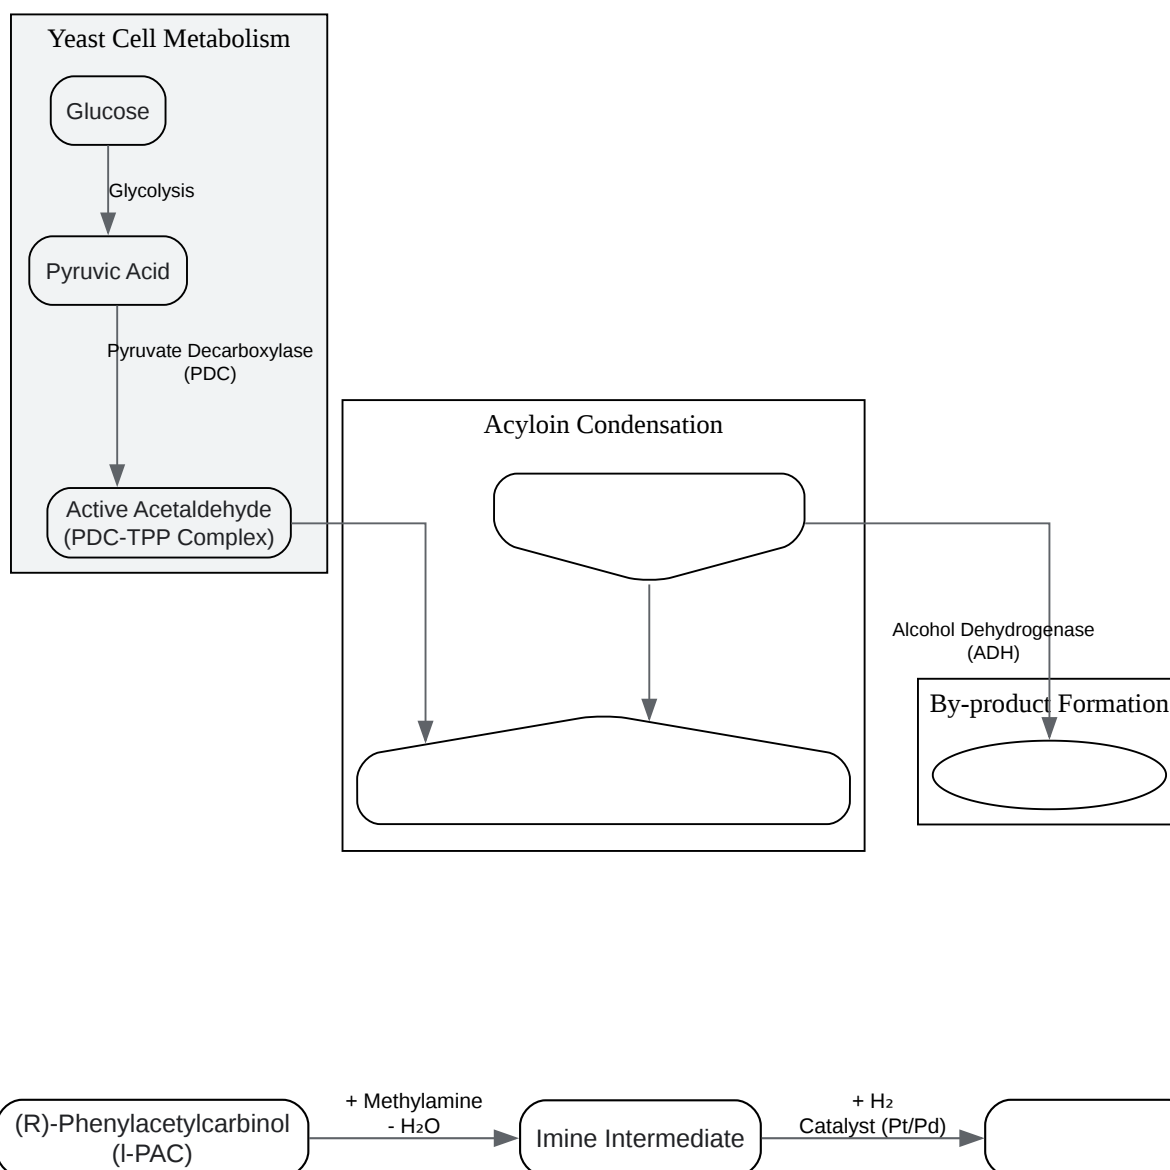 Yeast Cell Metabolism
Glucose
Glycolysis
Pyruvic Acid
Pyruvate Decarboxylase
(PDC)
Active Acetaldehyde
(PDC-TPP Complex)
Acyloin Condensation
Alcohol Dehydrogenase
(ADH)
By-product Formation
(R)-Phenylacetylcarbinol
(l-PAC)
+ Methylamine
- H₂O
Imine Intermediate
+ H₂
Catalyst (Pt/Pd)